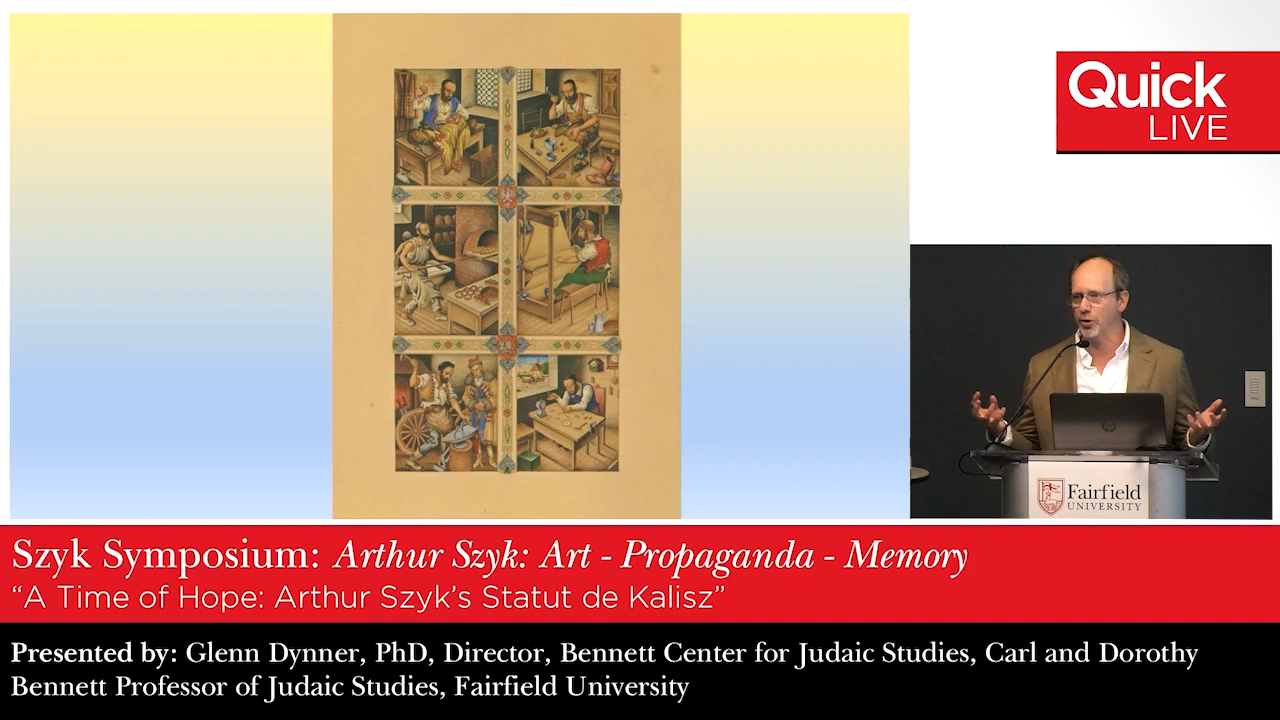 Quick
LIVE
hp
Fairfield
UNIVERSITY
Szyk Symposium: Arthur Szyk: Art - Propaganda - Memory
“A Time of Hope: Arthur Szyk’s Statut de Kalisz”
Presented by: Glenn Dynner, PhD, Director, Bennett Center for Judaic Studies, Carl and Dorothy
Bennett Professor of Judaic Studies, Fairfield University